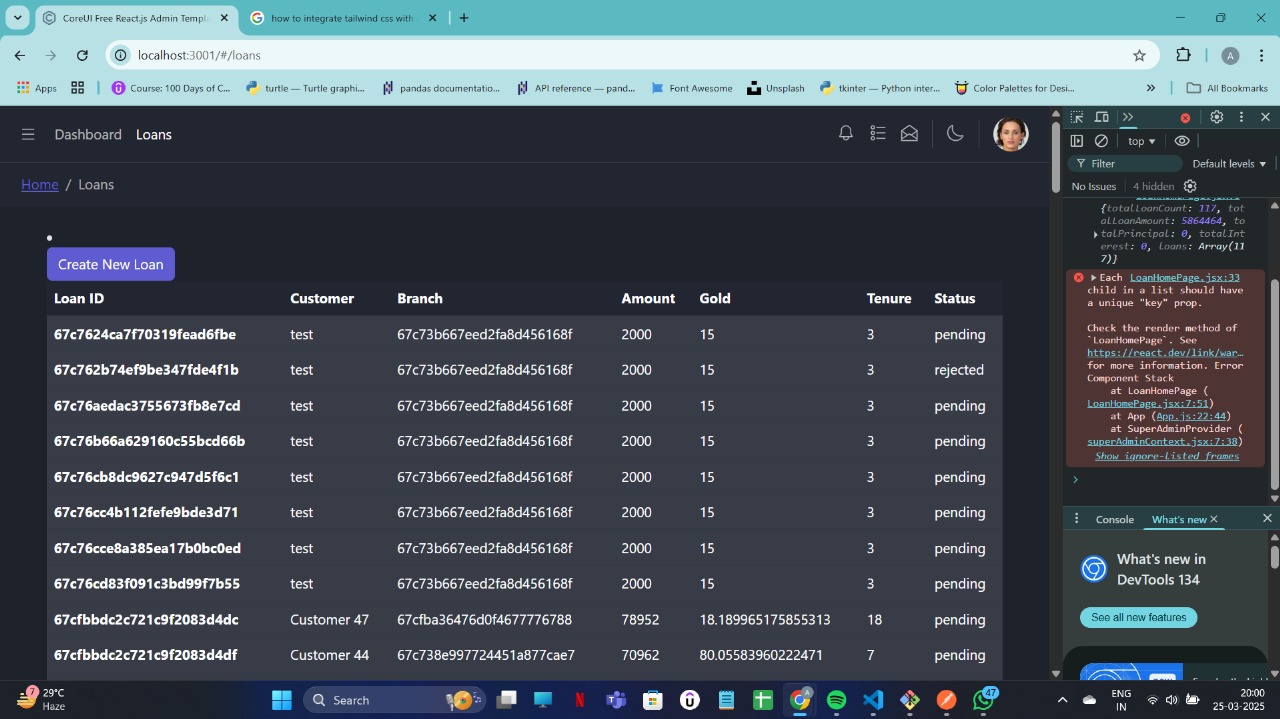 CoreUI Free React.js Admin Templ
how to integrate tailwind css with
localhost:3001/#/loans
A
Apps
Course: 100 Days of C...
turtle — Turtle graphi...
pandas documentatio...
API reference — pand...
Font Awesome
Unsplash
tkinter — Python inter...
Color Palettes for Desi...
All Bookmarks
Dashboard Loans
Home / Loans
Create New Loan
Loan ID Customer Branch Amount Gold Tenure Status
67c7624ca7f70319fead6fbe test 67c73b667eed2fa8d456168f 2000 15 3 pending
67c762b74ef9be347fde4f1b test 67c73b667eed2fa8d456168f 2000 15 3 rejected
67c76aedac3755673fb8e7cd test 67c73b667eed2fa8d456168f 2000 15 3 pending
67c76b66a629160c55bcd66b test 67c73b667eed2fa8d456168f 2000 15 3 pending
67c76cb8dc9627c947d5f6c1 test 67c73b667eed2fa8d456168f 2000 15 3 pending
67c76cc4b112fefe9bde3d71 test 67c73b667eed2fa8d456168f 2000 15 3 pending
67c76cce8a385ea17b0bc0ed test 67c73b667eed2fa8d456168f 2000 15 3 pending
67c76cd83f091c3bd99f7b55 test 67c73b667eed2fa8d456168f 2000 15 3 pending
67cfbbdc2c721c9f2083d4dc Customer 47 67cfba36476d0f4677776788 78952 18.189965175855313 18 pending
67cfbbdc2c721c9f2083d4df Customer 44 67c738e997724451a877cae7 70962 80.05583960222471 7 pending
top
Filter
Default levels
No Issues 4 hidden
{totalLoanCount: 117, tot
alLoanAmount: 5864464, to
talPrincipal: 0, totalInt
erest: 0, loans: Array(11
7)}
Each LoanHomePage.jsx:33
child in a list should have
a unique "key" prop.
Check the render method of
`LoanHomePage`. See
https://react.dev/link/war…
for more information. Error
Component Stack
at LoanHomePage (
LoanHomePage.jsx:7:51)
at App (App.js:22:44)
at SuperAdminProvider (
superAdminContext.jsx:7:38)
Show ignore-listed frames
Console What's new
What's new in
DevTools 134
See all new features
7
29°C
Haze
Search
A
47
ENG
IN
20:00
25-03-2025